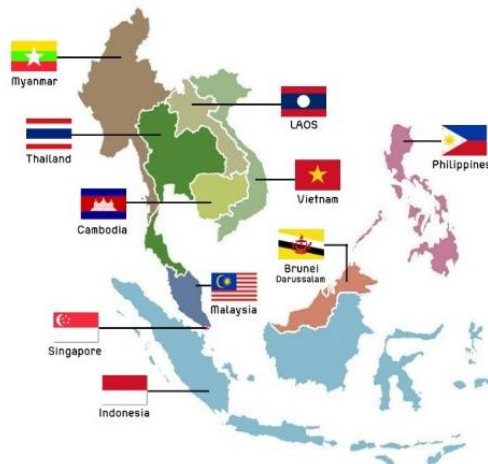 Myanmar
LAOS
Thailand
Philippines
Vietnam
Cambodia
Brunei
Darussalam
Malaysia
Singapore
Indonesia